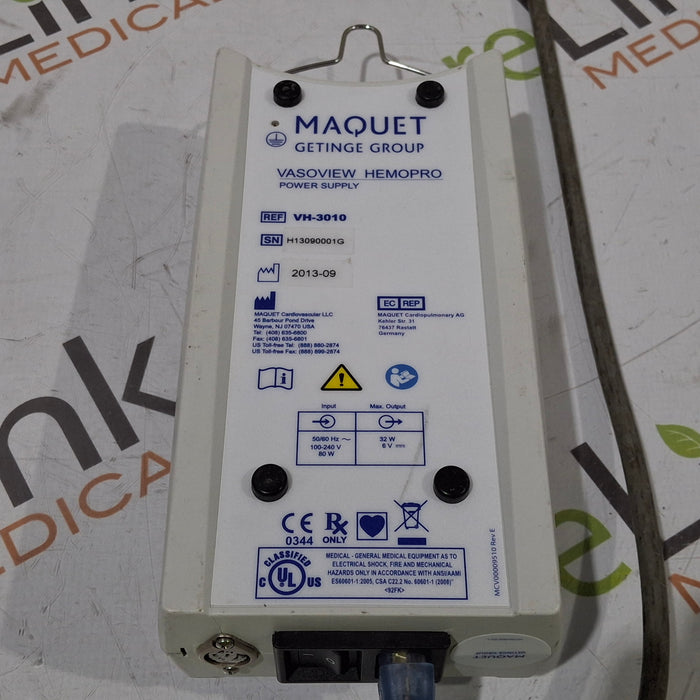 MAQUET
GETINGE GROUP
VASOVIEW HEMOPRO
POWER SUPPLY
REF VH-3010
SN H13090001G
2013-09
MAQUET Cardiovascular LLC
45 Barbour Pond Drive
Wayne, NJ 07470 USA
Tel: (408) 635-6800
Fax: (408) 635-6801
US Toll-free Tel: (888) 880-2874
US Toll-free Fax: (888) 899-2874
EC REP
MAQUET Cardiopulmonary AG
Kehler Str. 31
76437 Rastatt
Germany
Input
50/60 Hz ~
100-240 V
80 W
Max. Output
32 W
6 V
CE
0344
Rx
ONLY
CLASSIFIED
C UL US
MEDICAL - GENERAL MEDICAL EQUIPMENT AS TO
ELECTRICAL SHOCK, FIRE AND MECHANICAL
HAZARDS ONLY IN ACCORDANCE WITH ANSI/AAMI
ES60601-1:2005, CSA C22.2 No. 60601-1 (2008)"
<92FK>
MCV00009510 Rev E
MAQUET
GETINGE GROUP
MEDICAL
reLink
MEDICAL